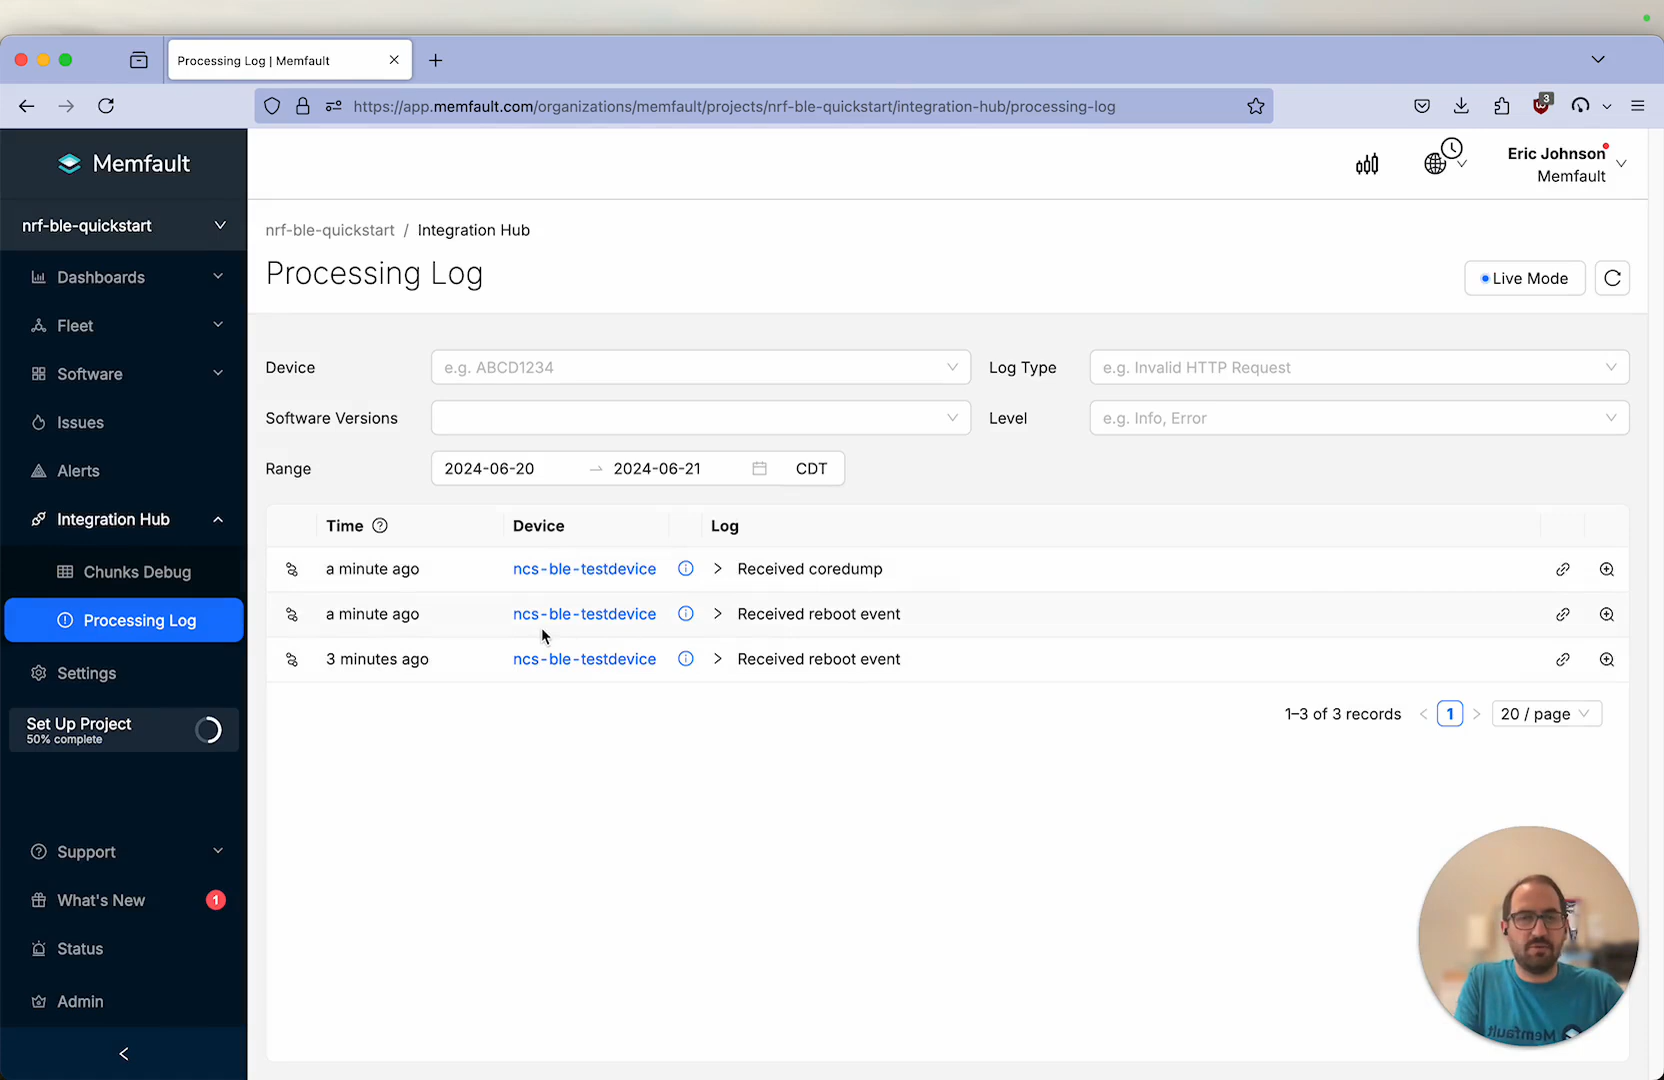 Processing Log | Memfault
https://app.memfault.com/organizations/memfault/projects/nrf-ble-quickstart/integration-hub/processing-log
3
Memfault
Eric Johnson
Memfault
nrf-ble-quickstart
Dashboards
Fleet
Software
Issues
Alerts
Integration Hub
Chunks Debug
Processing Log
Settings
Set Up Project
50% complete
Support
What's New
1
Status
Admin
nrf-ble-quickstart / Integration Hub
Processing Log
Live Mode
Device e.g. ABCD1234 Log Type e.g. Invalid HTTP Request
Software Versions Level e.g. Info, Error
Range 2024-06-20 → 2024-06-21 CDT
Time Device Log
a minute ago ncs-ble-testdevice Received coredump
a minute ago ncs-ble-testdevice Received reboot event
3 minutes ago ncs-ble-testdevice Received reboot event
1–3 of 3 records < 1 > 20 / page
Memfault